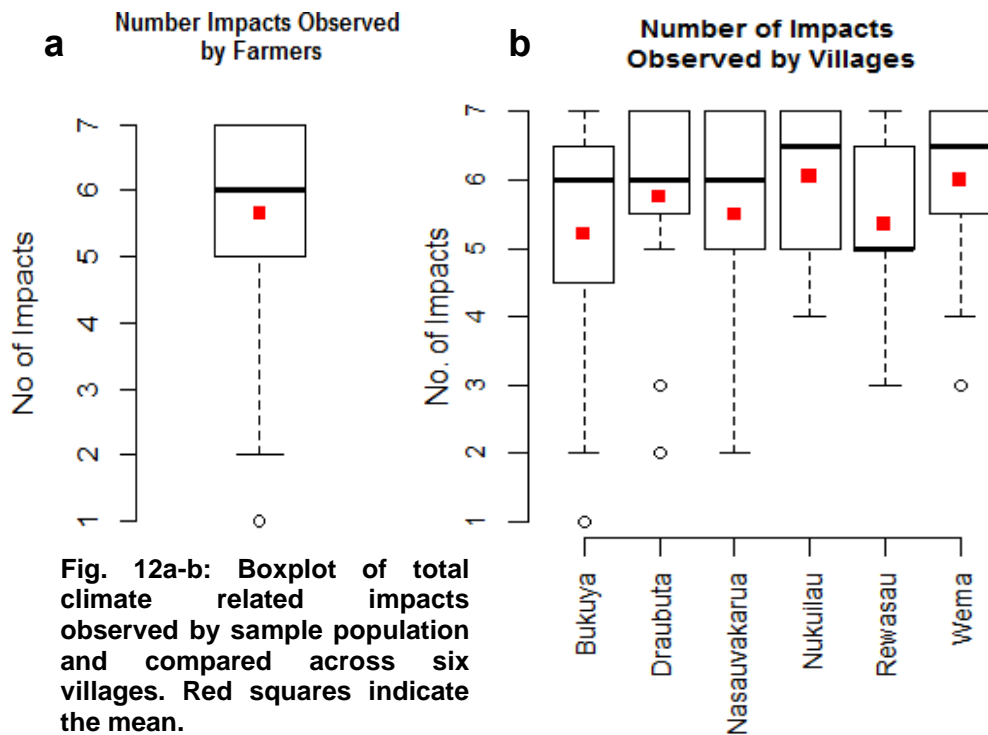 a
Number Impacts Observed
by Farmers
No of Impacts
7
6
5
4
3
2
1
b
Number of Impacts
Observed by Villages
No. of Impacts
7
6
5
4
3
2
1
Bukuya
Draubuta
Nasauvakarua
Nukuilau
Rewasau
Wema
Fig. 12a-b: Boxplot of total
climate related impacts
observed by sample population
and compared across six
villages. Red squares indicate
the mean.